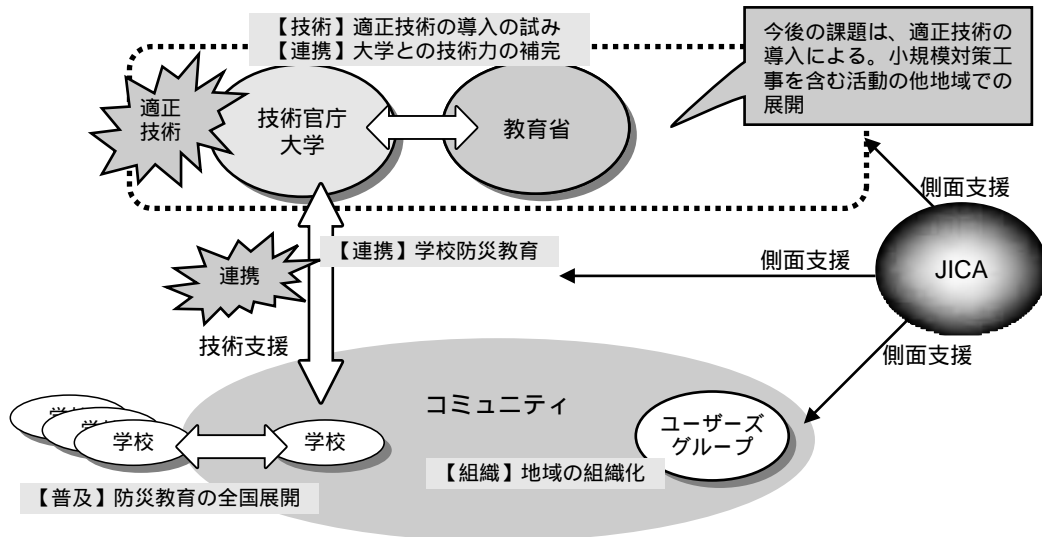 【技術】適正技術の導入の試み
【連携】大学との技術力の補完
今後の課題は、適正技術の
導入による。小規模対策工
事を含む活動の他地域での
展開
適正
技術
技術官庁
大学
教育省
側面支援
【連携】学校防災教育
連携
側面支援
JICA
技術支援
側面支援
コミュニティ
学校
学校
ユーザーズ
グループ
【組織】地域の組織化
【普及】防災教育の全国展開